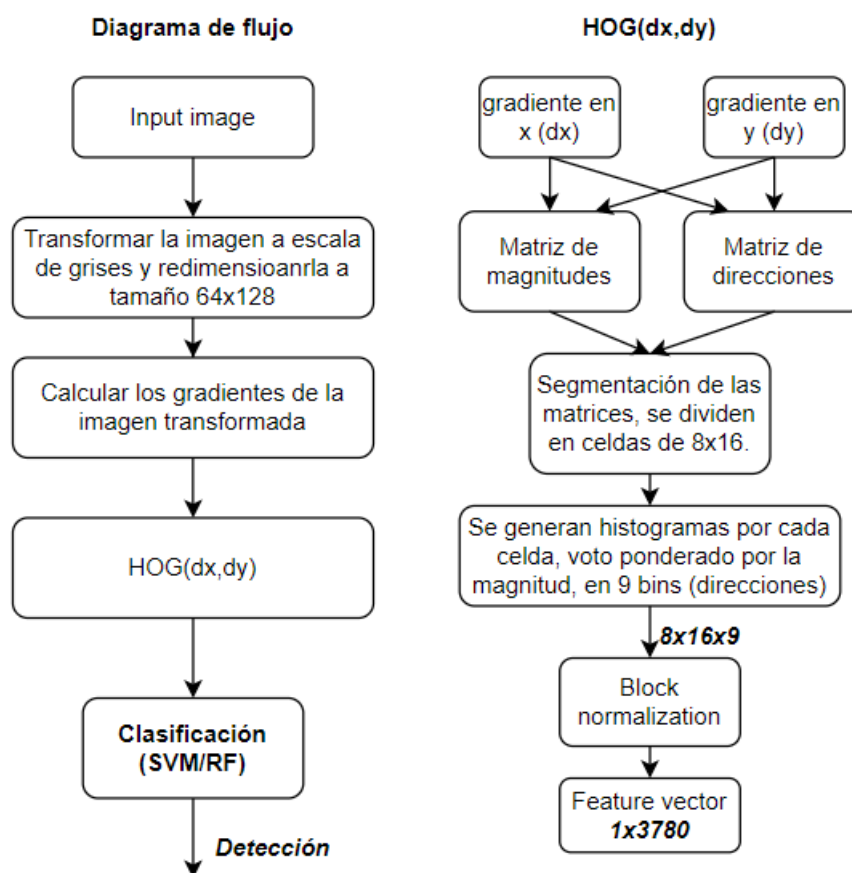 Diagrama de flujo
Input image
Transformar la imagen a escala
de grises y redimensioanrla a
tamaño 64x128
Calcular los gradientes de la
imagen transformada
HOG(dx,dy)
Clasificación
(SVM/RF)
Detección
HOG(dx,dy)
gradiente en
x (dx)
gradiente en
y (dy)
Matriz de
magnitudes
Matriz de
direcciones
Segmentación de las
matrices, se dividen
en celdas de 8x16.
Se generan histogramas por cada
celda, voto ponderado por la
magnitud, en 9 bins (direcciones)
8x16x9
Block
normalization
Feature vector
1x3780